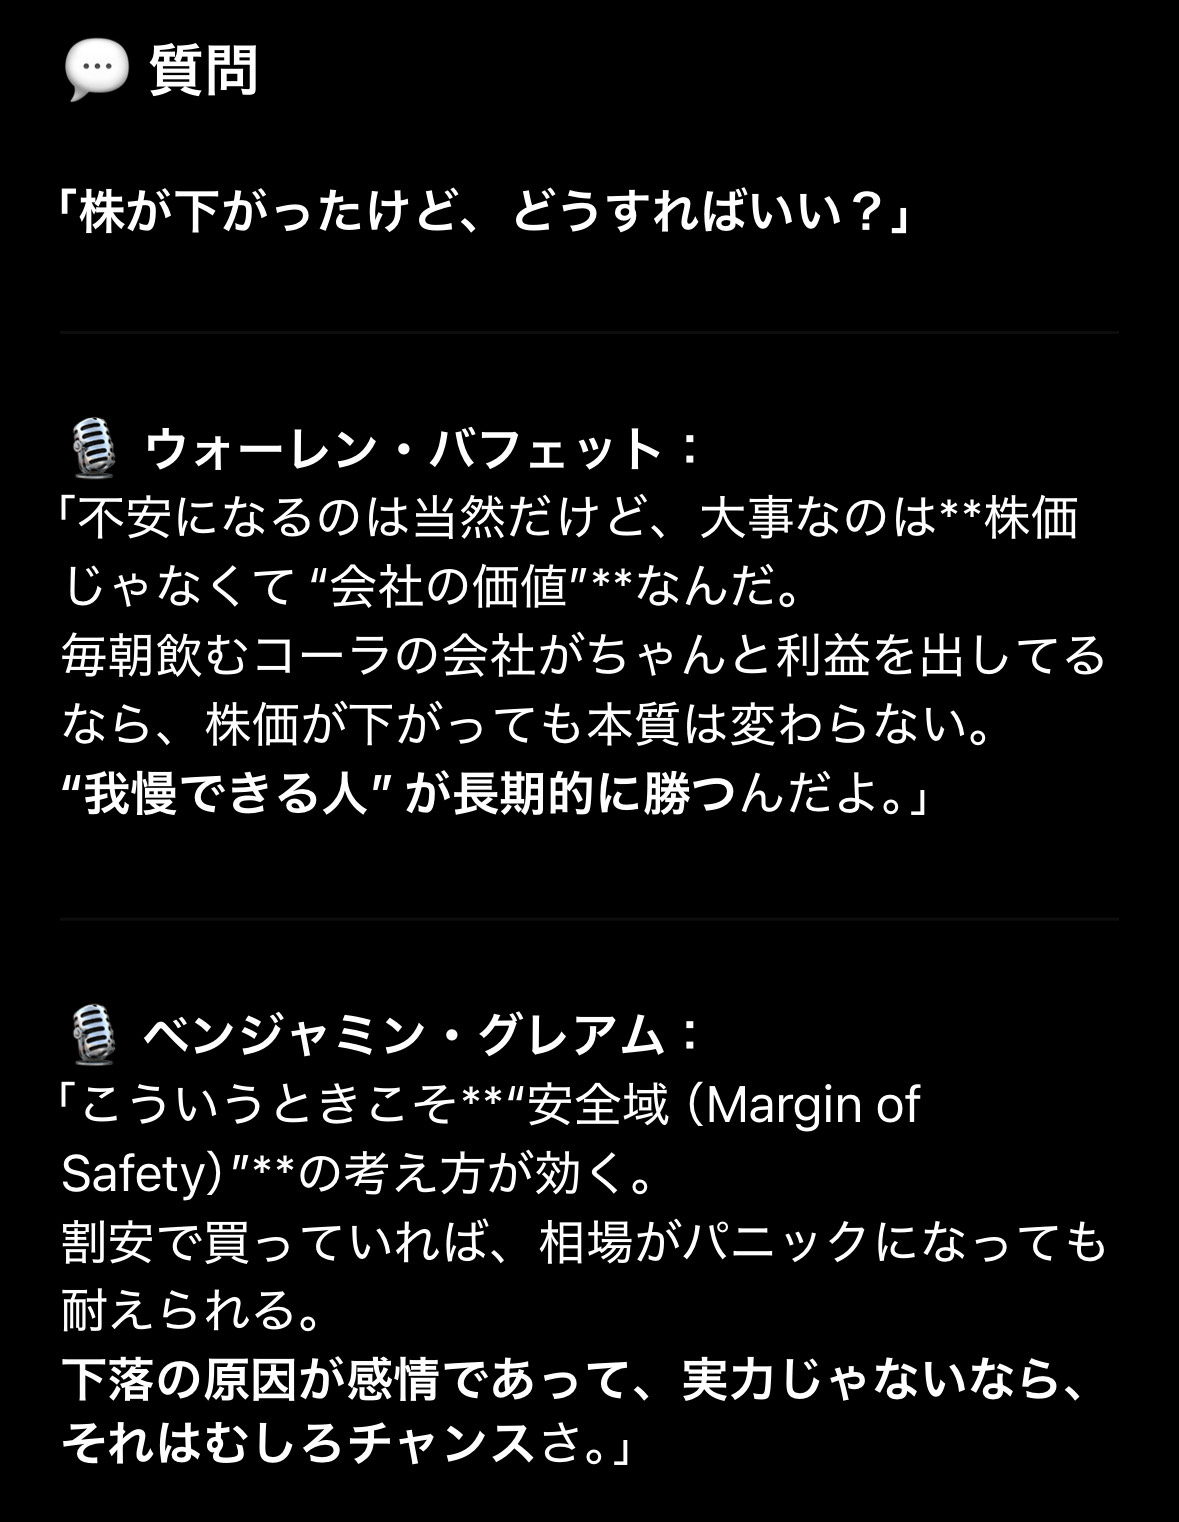 💬 質問
「株が下がったけど、どうすればいい？」
🎙 ウォーレン・バフェット：
「不安になるのは当然だけど、大事なのは**株価
じゃなくて “会社の価値”**なんだ。
毎朝飲むコーラの会社がちゃんと利益を出してる
なら、株価が下がっても本質は変わらない。
“我慢できる人” が長期的に勝つんだよ。」
🎙 ベンジャミン・グレアム：
「こういうときこそ**“安全域（Margin of
Safety）”**の考え方が効く。
割安で買っていれば、相場がパニックになっても
耐えられる。
下落の原因が感情であって、実力じゃないなら、
それはむしろチャンスさ。」